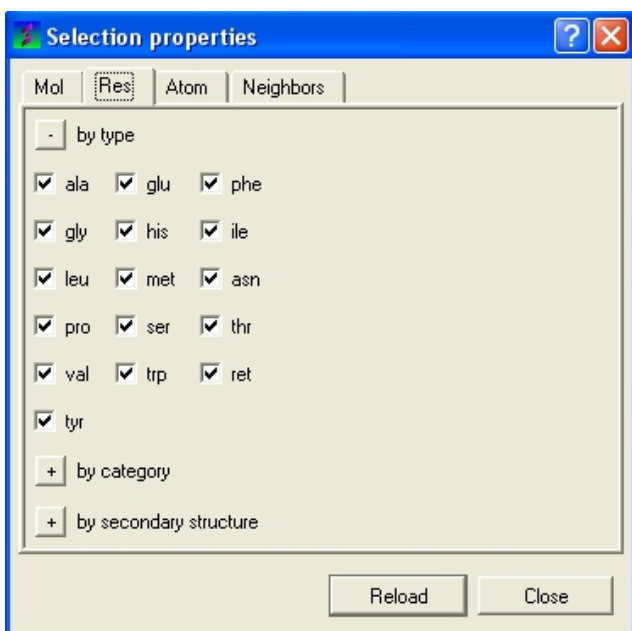 Selection properties
Mol Res Atom Neighbors
- by type
ala glu phe
gly his ile
leu met asn
pro ser thr
val trp ret
tyr
+ by category
+ by secondary structure
Reload Close